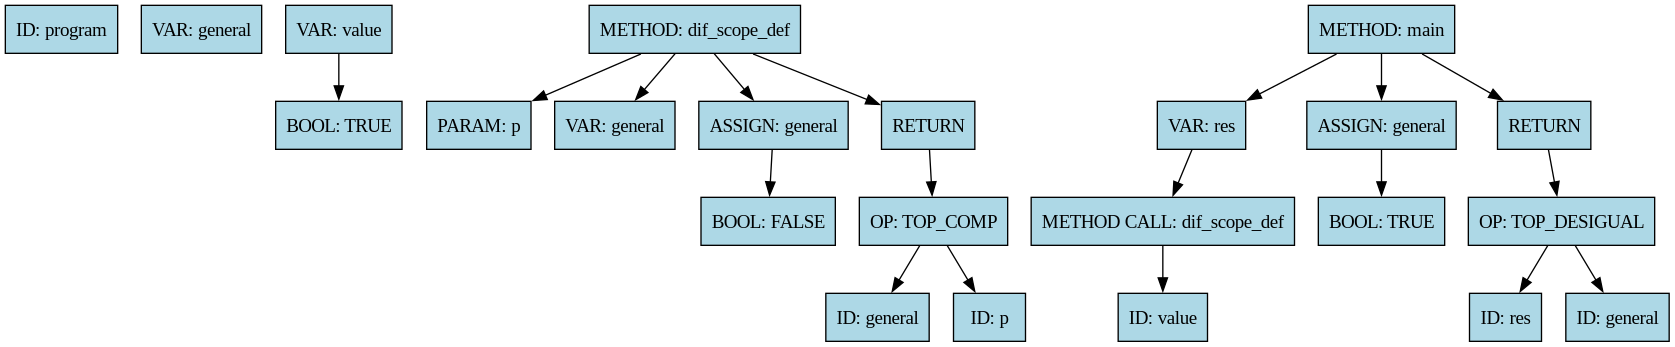 ID: program
VAR: general
VAR: value
METHOD: dif_scope_def
METHOD: main
BOOL: TRUE
PARAM: p
VAR: general
ASSIGN: general
RETURN
VAR: res
ASSIGN: general
RETURN
BOOL: FALSE
OP: TOP_COMP
METHOD CALL: dif_scope_def
BOOL: TRUE
OP: TOP_DESIGUAL
ID: general
ID: p
ID: value
ID: res
ID: general